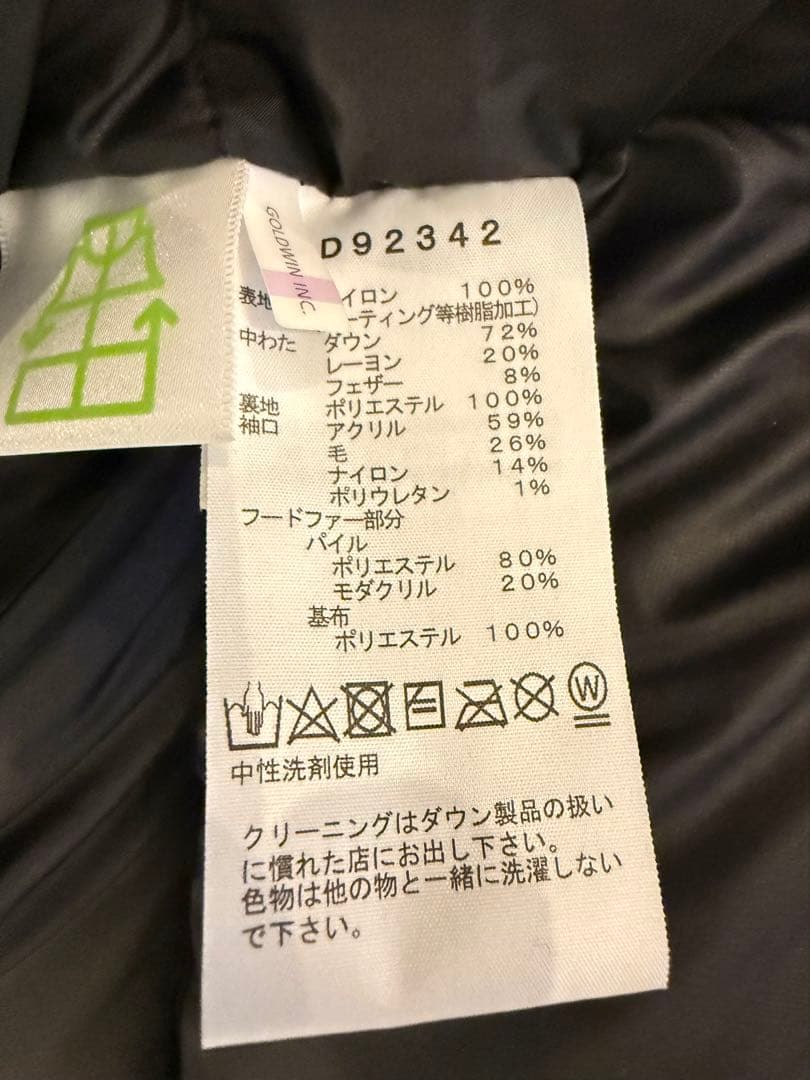 GOLDWIN INC.
D92342
表地 イロン 100%
ーティング等樹脂加工)
中わた ダウン 72%
レーヨン 20%
フェザー 8%
裏地 ポリエステル 100%
袖口 アクリル 59%
毛 26%
ナイロン 14%
ポリウレタン 1%
フードファー部分
パイル
ポリエステル 80%
モダクリル 20%
基布
ポリエステル 100%
W
中性洗剤使用
クリーニングはダウン製品の扱い
に慣れた店にお出し下さい。
色物は他の物と一緒に洗濯しない
で下さい。